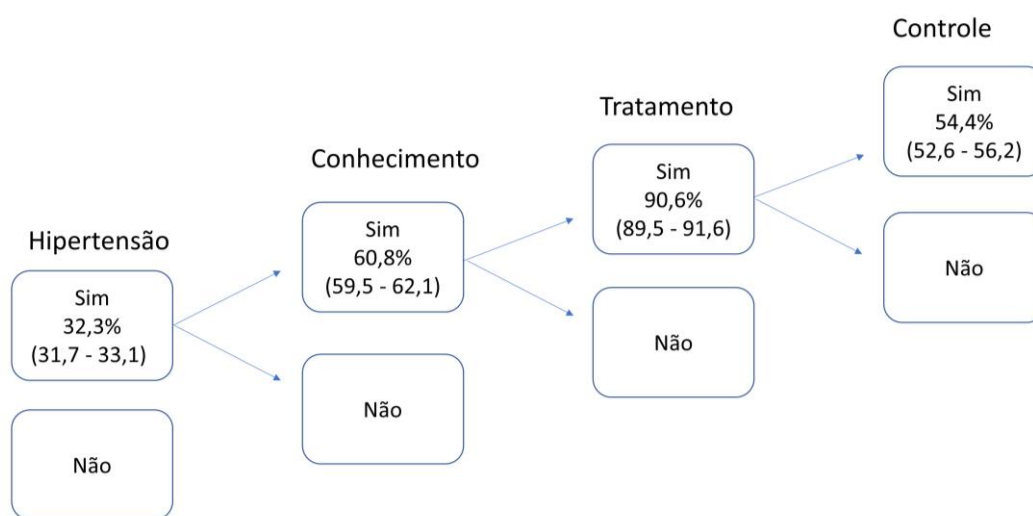 Hipertensão
Sim
32,3%
(31,7 - 33,1)
Não
Conhecimento
Sim
60,8%
(59,5 - 62,1)
Não
Tratamento
Sim
90,6%
(89,5 - 91,6)
Não
Controle
Sim
54,4%
(52,6 - 56,2)
Não